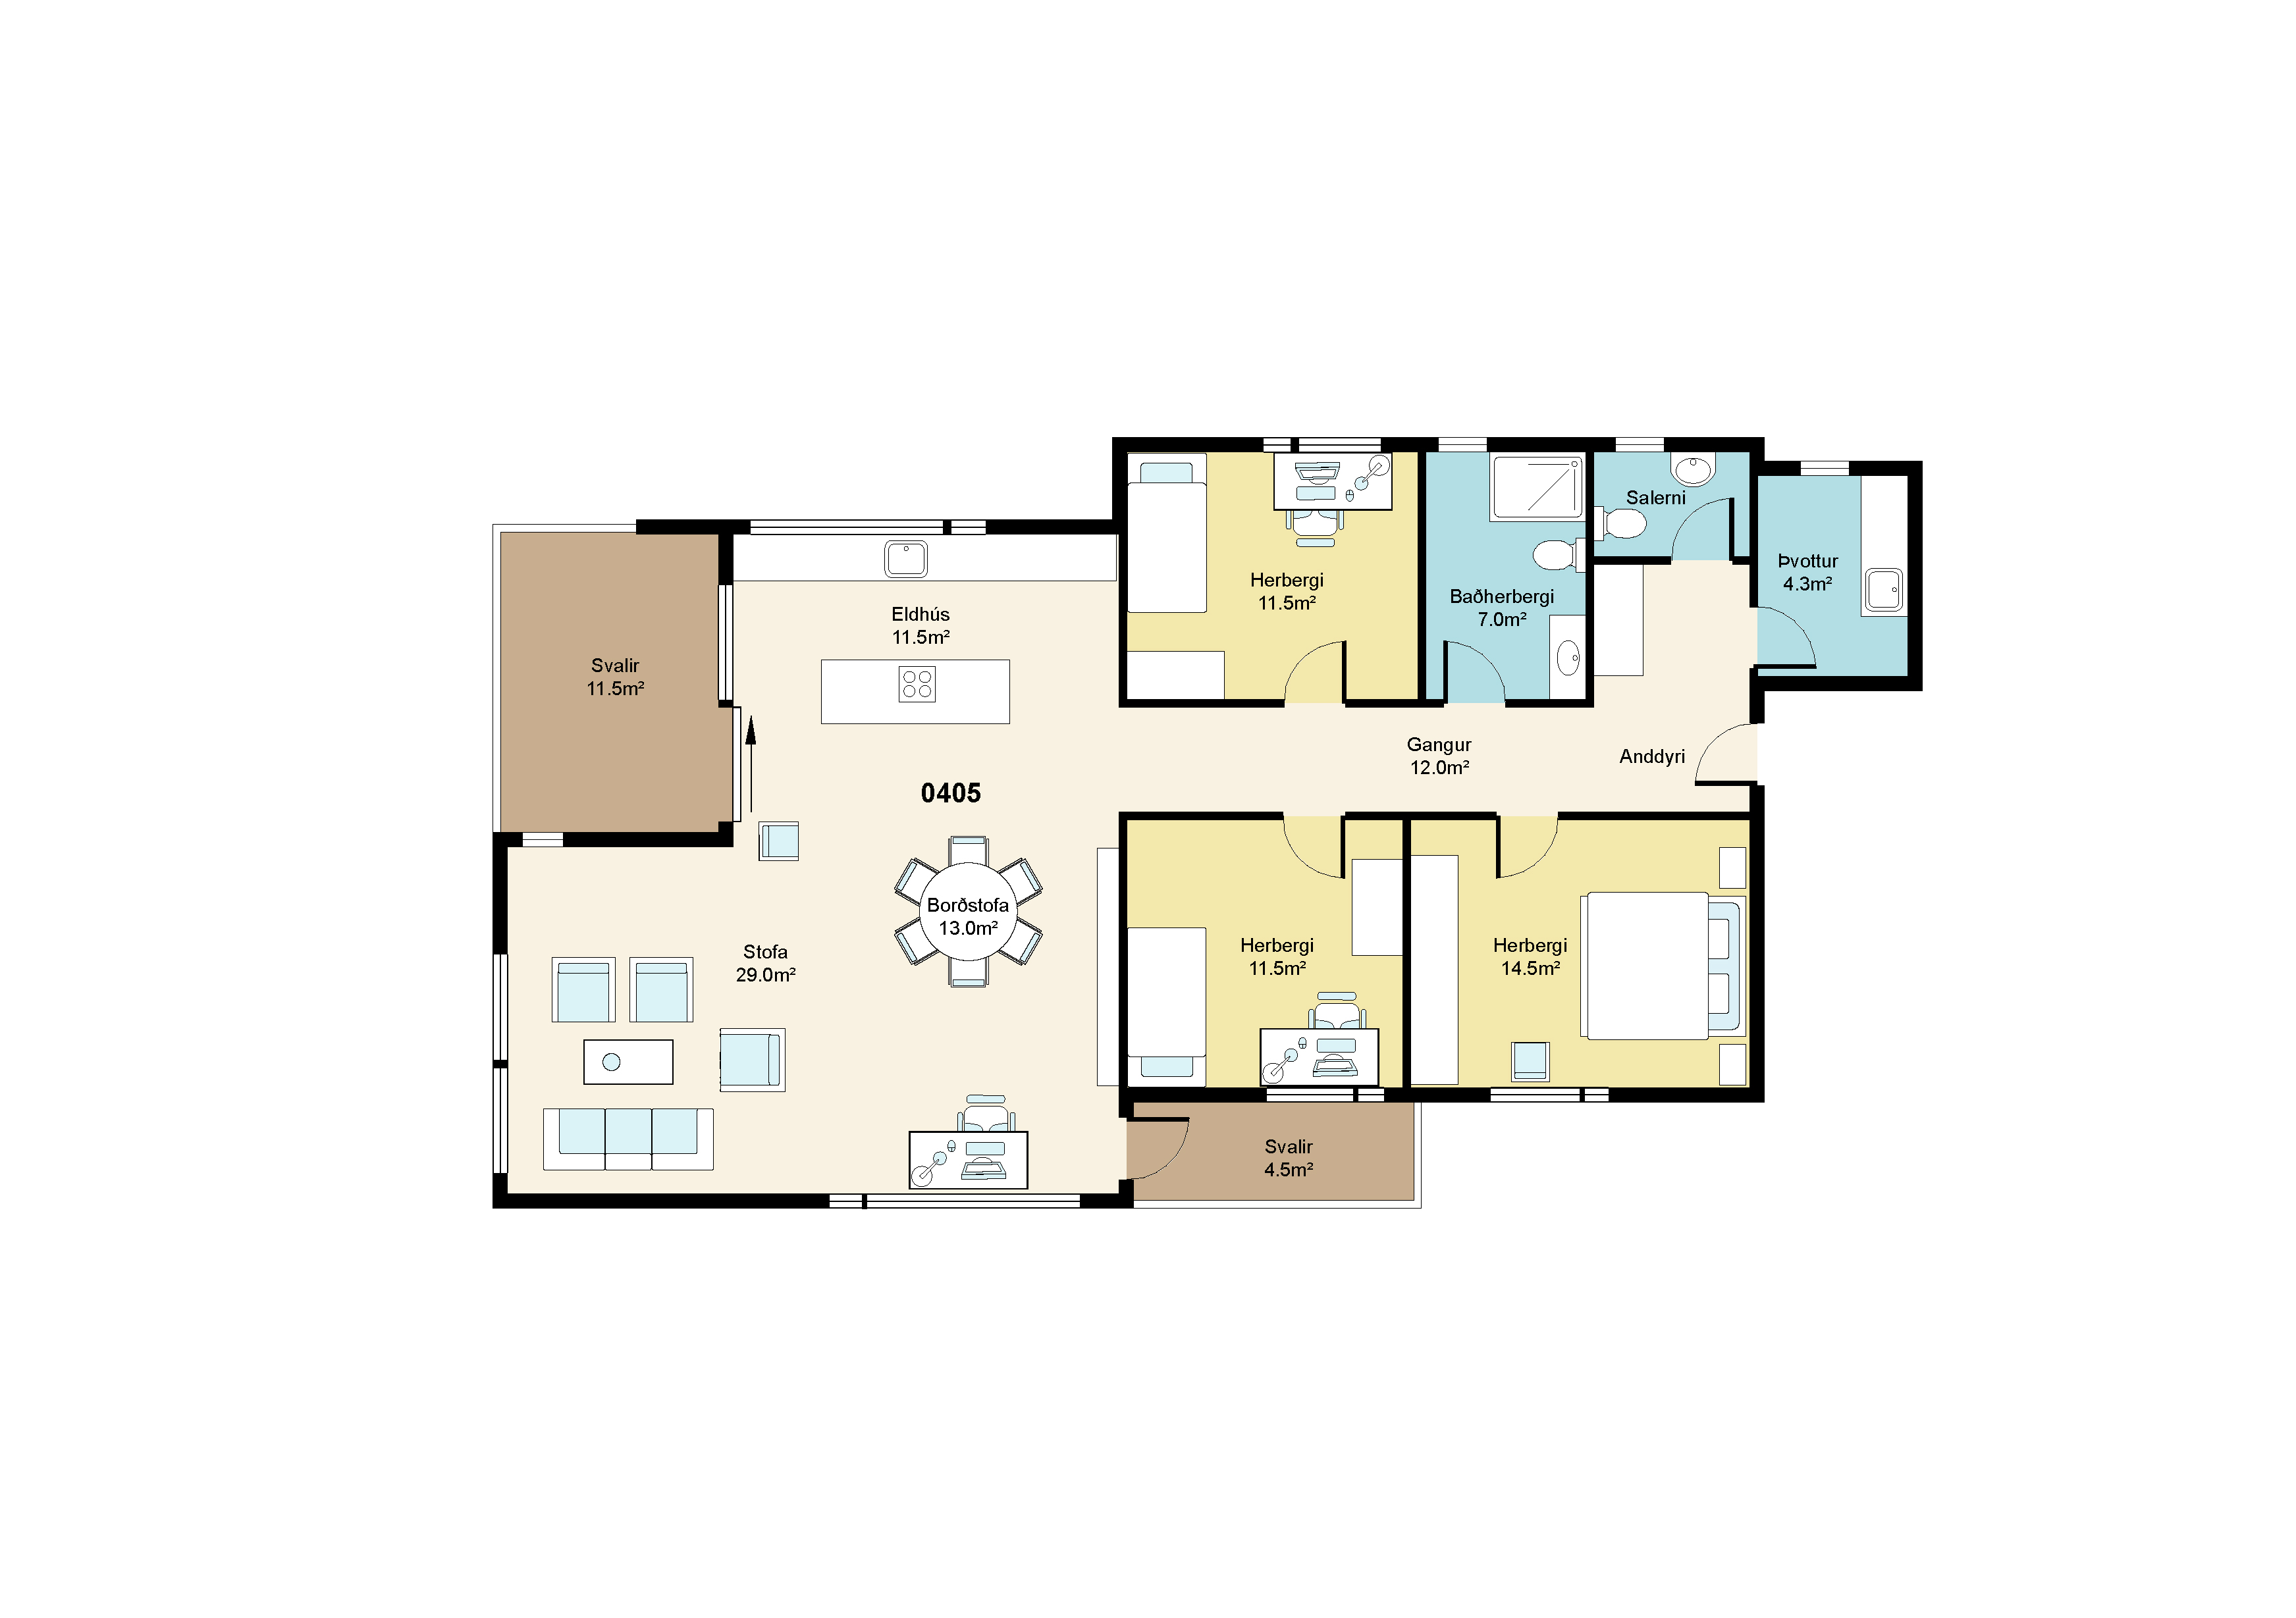 Salerni
Þvottur
4.3m²
Herbergi
11.5m²
Baðherbergi
7.0m²
Eldhús
11.5m²
Svalir
11.5m²
Gangur
12.0m²
Anddyri
0405
Borðstofa
13.0m²
Stofa
29.0m²
Herbergi
11.5m²
Herbergi
14.5m²
Svalir
4.5m²